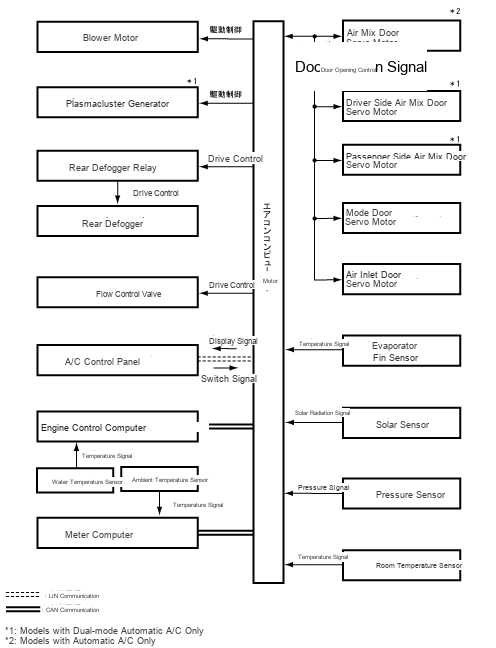 *2
Blower Motor
駆動制御
Air Mix Door
Servo Motor
Door Opening Control
n Signal
*1
Plasmacluster Generator
駆動制御
*1
Driver Side Air Mix Door
Servo Motor
Rear Defogger Relay
Drive Control
*1
Passenger Side Air Mix Door
Servo Motor
Drive Control
Rear Defogger
エアコンコンピュー
Mode Door
Servo Motor
Flow Control Valve
Drive Control
Motor
Air Inlet Door
Servo Motor
A/C Control Panel
Display Signal
Switch Signal
Temperature Signal
Evaporator
Fin Sensor
Engine Control Computer
Solar Radiation Signal
Solar Sensor
Temperature Signal
Water Temperature Sensor
Ambient Temperature Sensor
Pressure Signal
Pressure Sensor
Temperature Signal
Meter Computer
Temperature Signal
Room Temperature Sensor
: LIN Communication
: CAN Communication
*1: Models with Dual-mode Automatic A/C Only
*2: Models with Automatic A/C Only